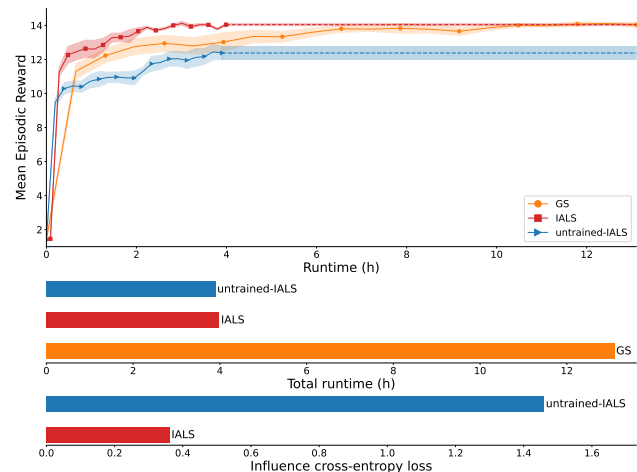 14
12
10
8
6
4
2
Mean Episodic Reward
GS
IALS
untrained-IALS
0 2 4 6 8 10 12
Runtime (h)
untrained-IALS
IALS
GS
0 2 4 6 8 10 12
Total runtime (h)
untrained-IALS
IALS
0.0 0.2 0.4 0.6 0.8 1.0 1.2 1.4 1.6
Influence cross-entropy loss